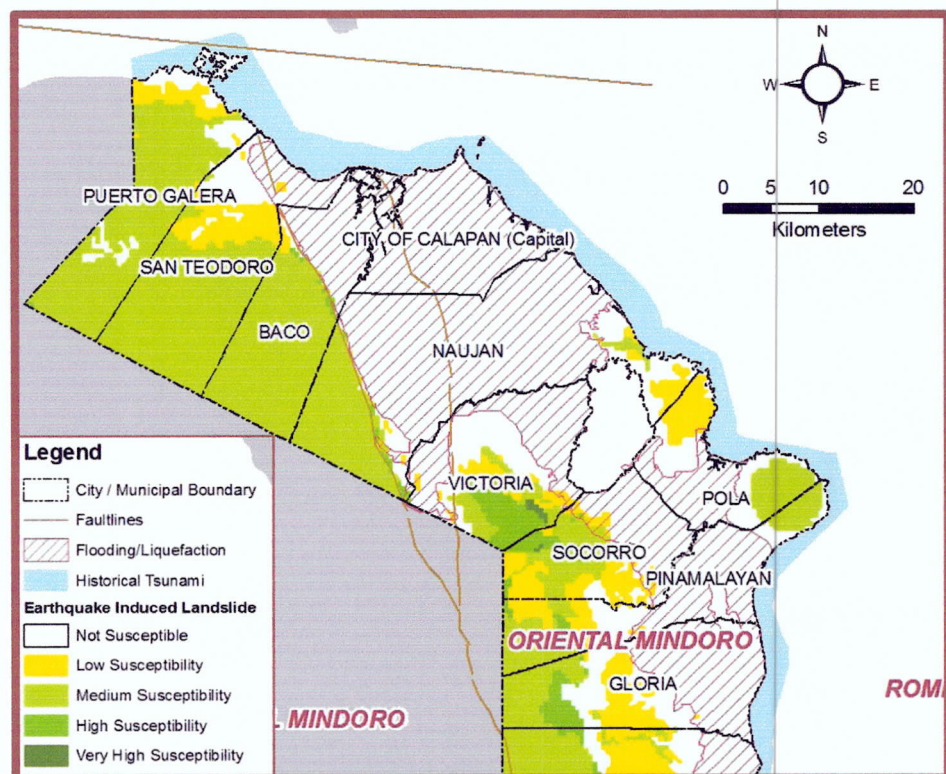 N
W E
S
0 5 10 20
Kilometers
PUERTO GALERA
CITY OF CALAPAN (Capital)
SAN TEODORO
BACO
NAUJAN
VICTORIA
POLA
SOCORRO
PINAMALAYAN
ORIENTAL MINDORO
GLORIA
ROM
L MINDORO
Legend
City / Municipal Boundary
Faultlines
Flooding/Liquefaction
Historical Tsunami
Earthquake Induced Landslide
Not Susceptible
Low Susceptibility
Medium Susceptibility
High Susceptibility
Very High Susceptibility